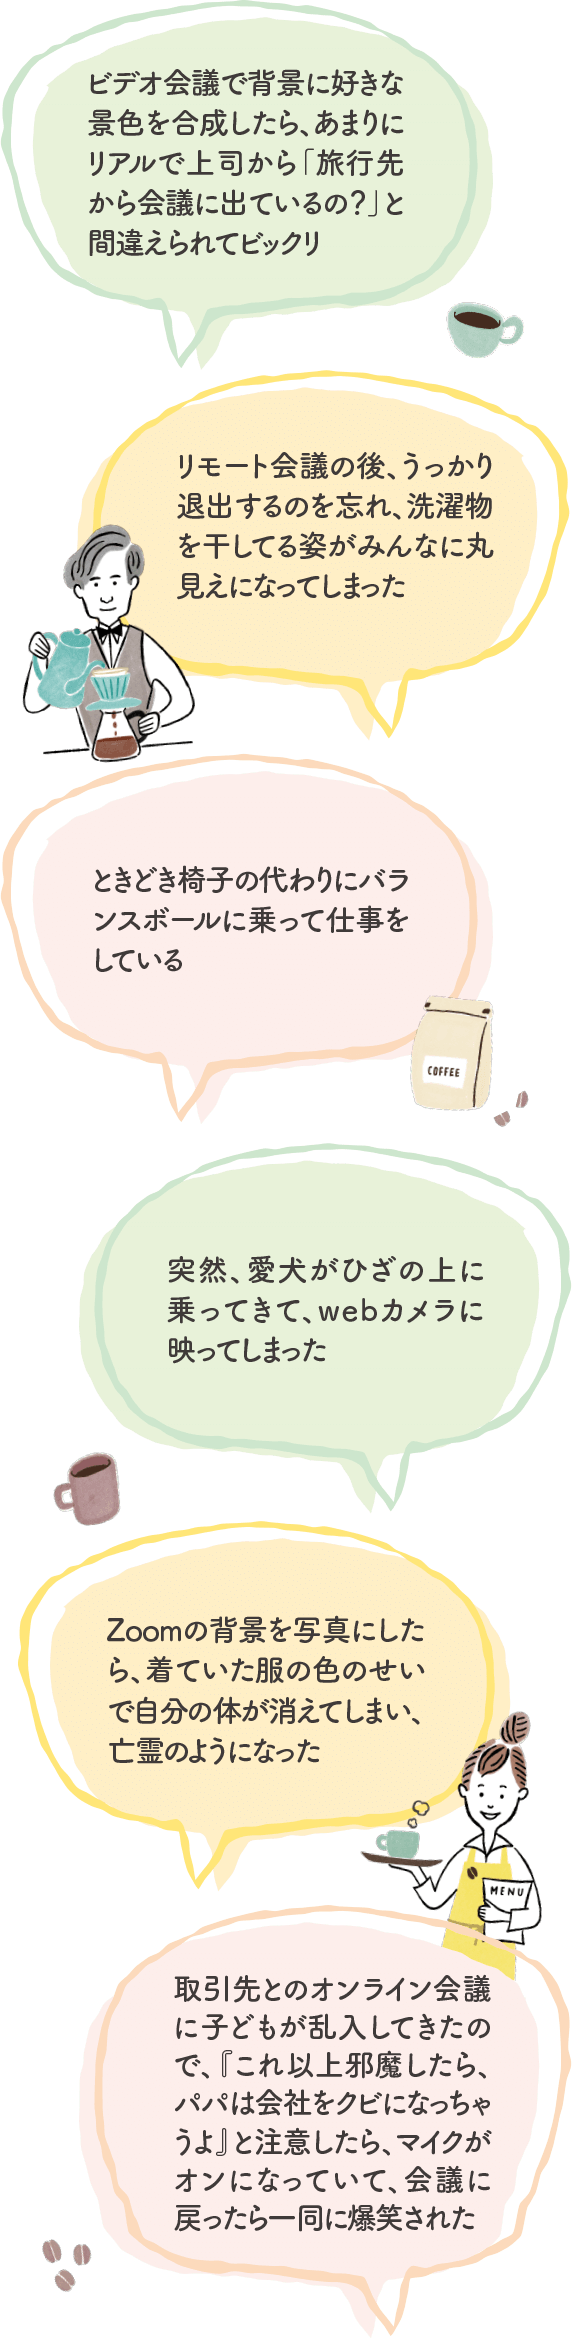 ビデオ会議で背景に好きな
景色を合成したら、あまりに
リアルで上司から「旅行先
から会議に出ているの?」と
間違えられてビックリ
リモート会議の後、うっかり
退出するのを忘れ、洗濯物
を干してる姿がみんなに丸
見えになってしまった
ときどき椅子の代わりにバラ
ンスボールに乗って仕事を
している
COFFEE
突然、愛犬がひざの上に
乗ってきて、webカメラに
映ってしまった
Zoomの背景を写真にした
ら、着ていた服の色のせい
で自分の体が消えてしまい、
亡霊のようになった
MENU
取引先とのオンライン会議
に子どもが乱入してきたの
で、『これ以上邪魔したら、
パパは会社をクビになっちゃ
うよ』と注意したら、マイクが
オンになっていて、会議に
戻ったら一同に爆笑された